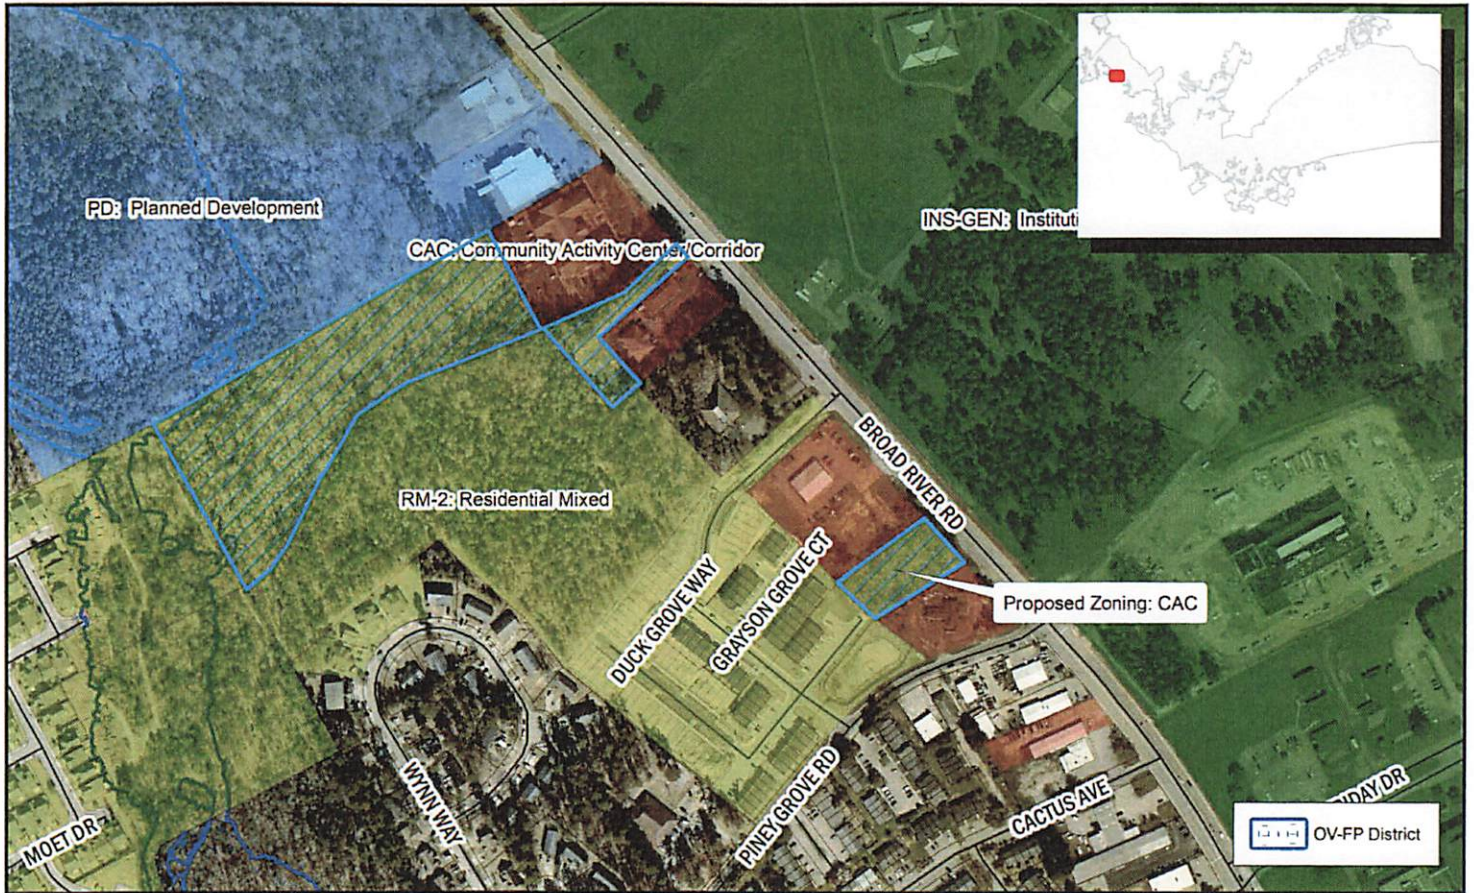 PD: Planned Development
CAC: Community Activity Center/Corridor
INS-GEN:
RM-2: Residential Mixed
BROAD RIVER RD
DUCK GROVE WAY
GRAYSON GROVE CT
Proposed Zoning: CAC
WYNN WAY
PINEY GROVE RD
CACTUS AVE
MOET DR
DR
OV-FP District